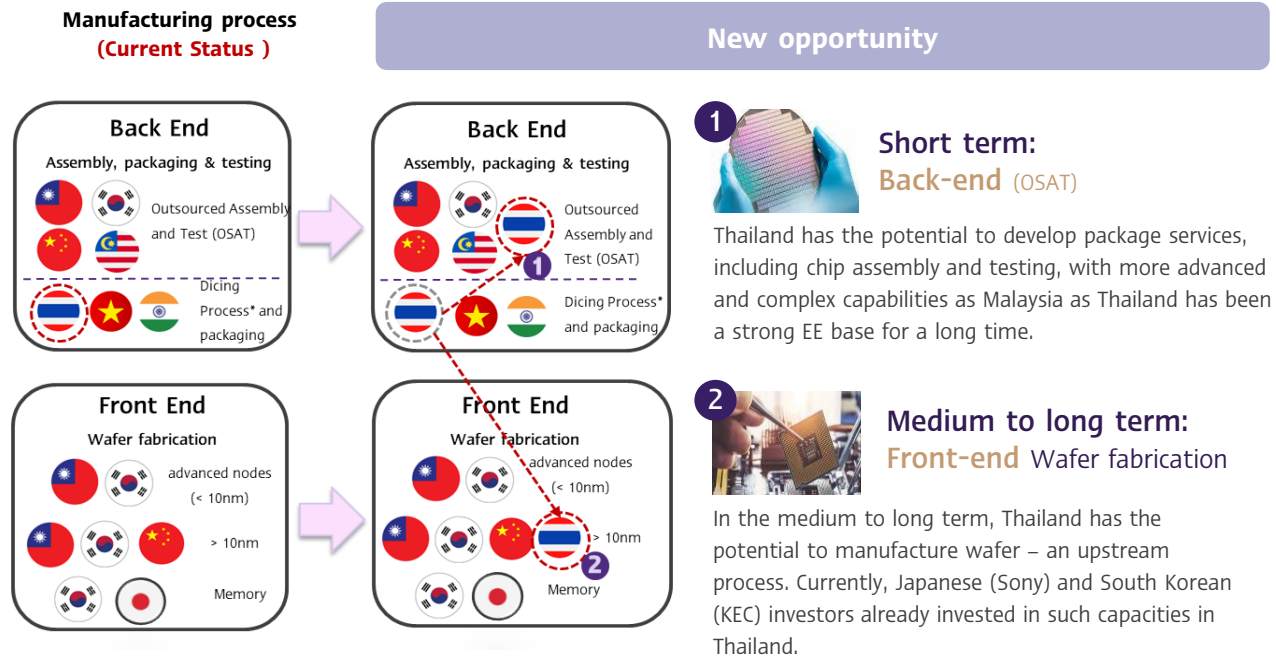 Manufacturing process
(Current Status )
New opportunity
Back End
Assembly, packaging & testing
Outsourced Assembly
and Test (OSAT)
Dicing
Process* and
packaging
Front End
Wafer fabrication
advanced nodes
(< 10nm)
> 10nm
Memory
Back End
Assembly, packaging & testing
Outsourced
Assembly and
Test (OSAT)
1
Dicing Process*
and packaging
Front End
Wafer fabrication
advanced nodes
(< 10nm)
> 10nm
2
Memory
1
Short term:
Back-end (OSAT)
Thailand has the potential to develop package services,
including chip assembly and testing, with more advanced
and complex capabilities as Malaysia as Thailand has been
a strong EE base for a long time.
2
Medium to long term:
Front-end Wafer fabrication
In the medium to long term, Thailand has the
potential to manufacture wafer – an upstream
process. Currently, Japanese (Sony) and South Korean
(KEC) investors already invested in such capacities in
Thailand.